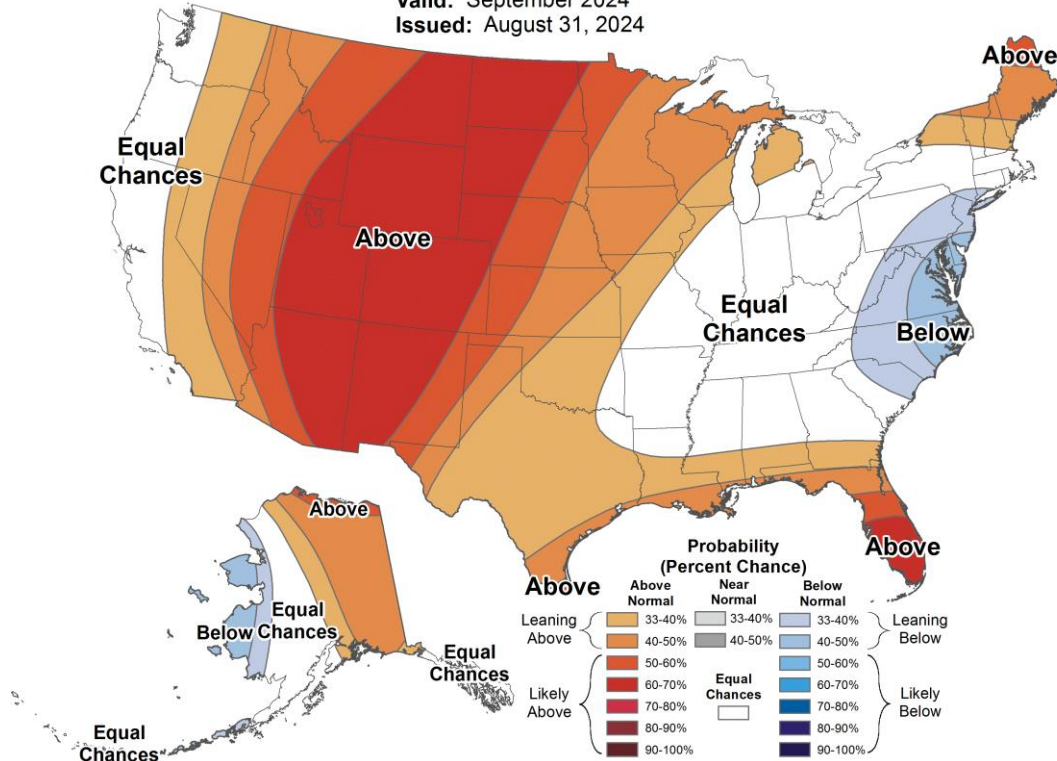 Valid: September 2024
Issued: August 31, 2024
Above
Equal
Chances
Above
Equal
Chances
Below
Above
Above
Above
Equal
Chances
Below
Equal
Chances
Equal
Chances
Probability
(Percent Chance)
Above
Normal
Near
Normal
Below
Normal
Leaning
Above
33-40%
40-50%
33-40%
40-50%
33-40%
40-50%
Leaning
Below
Likely
Above
50-60%
60-70%
70-80%
80-90%
90-100%
Equal
Chances
50-60%
60-70%
70-80%
80-90%
90-100%
Likely
Below